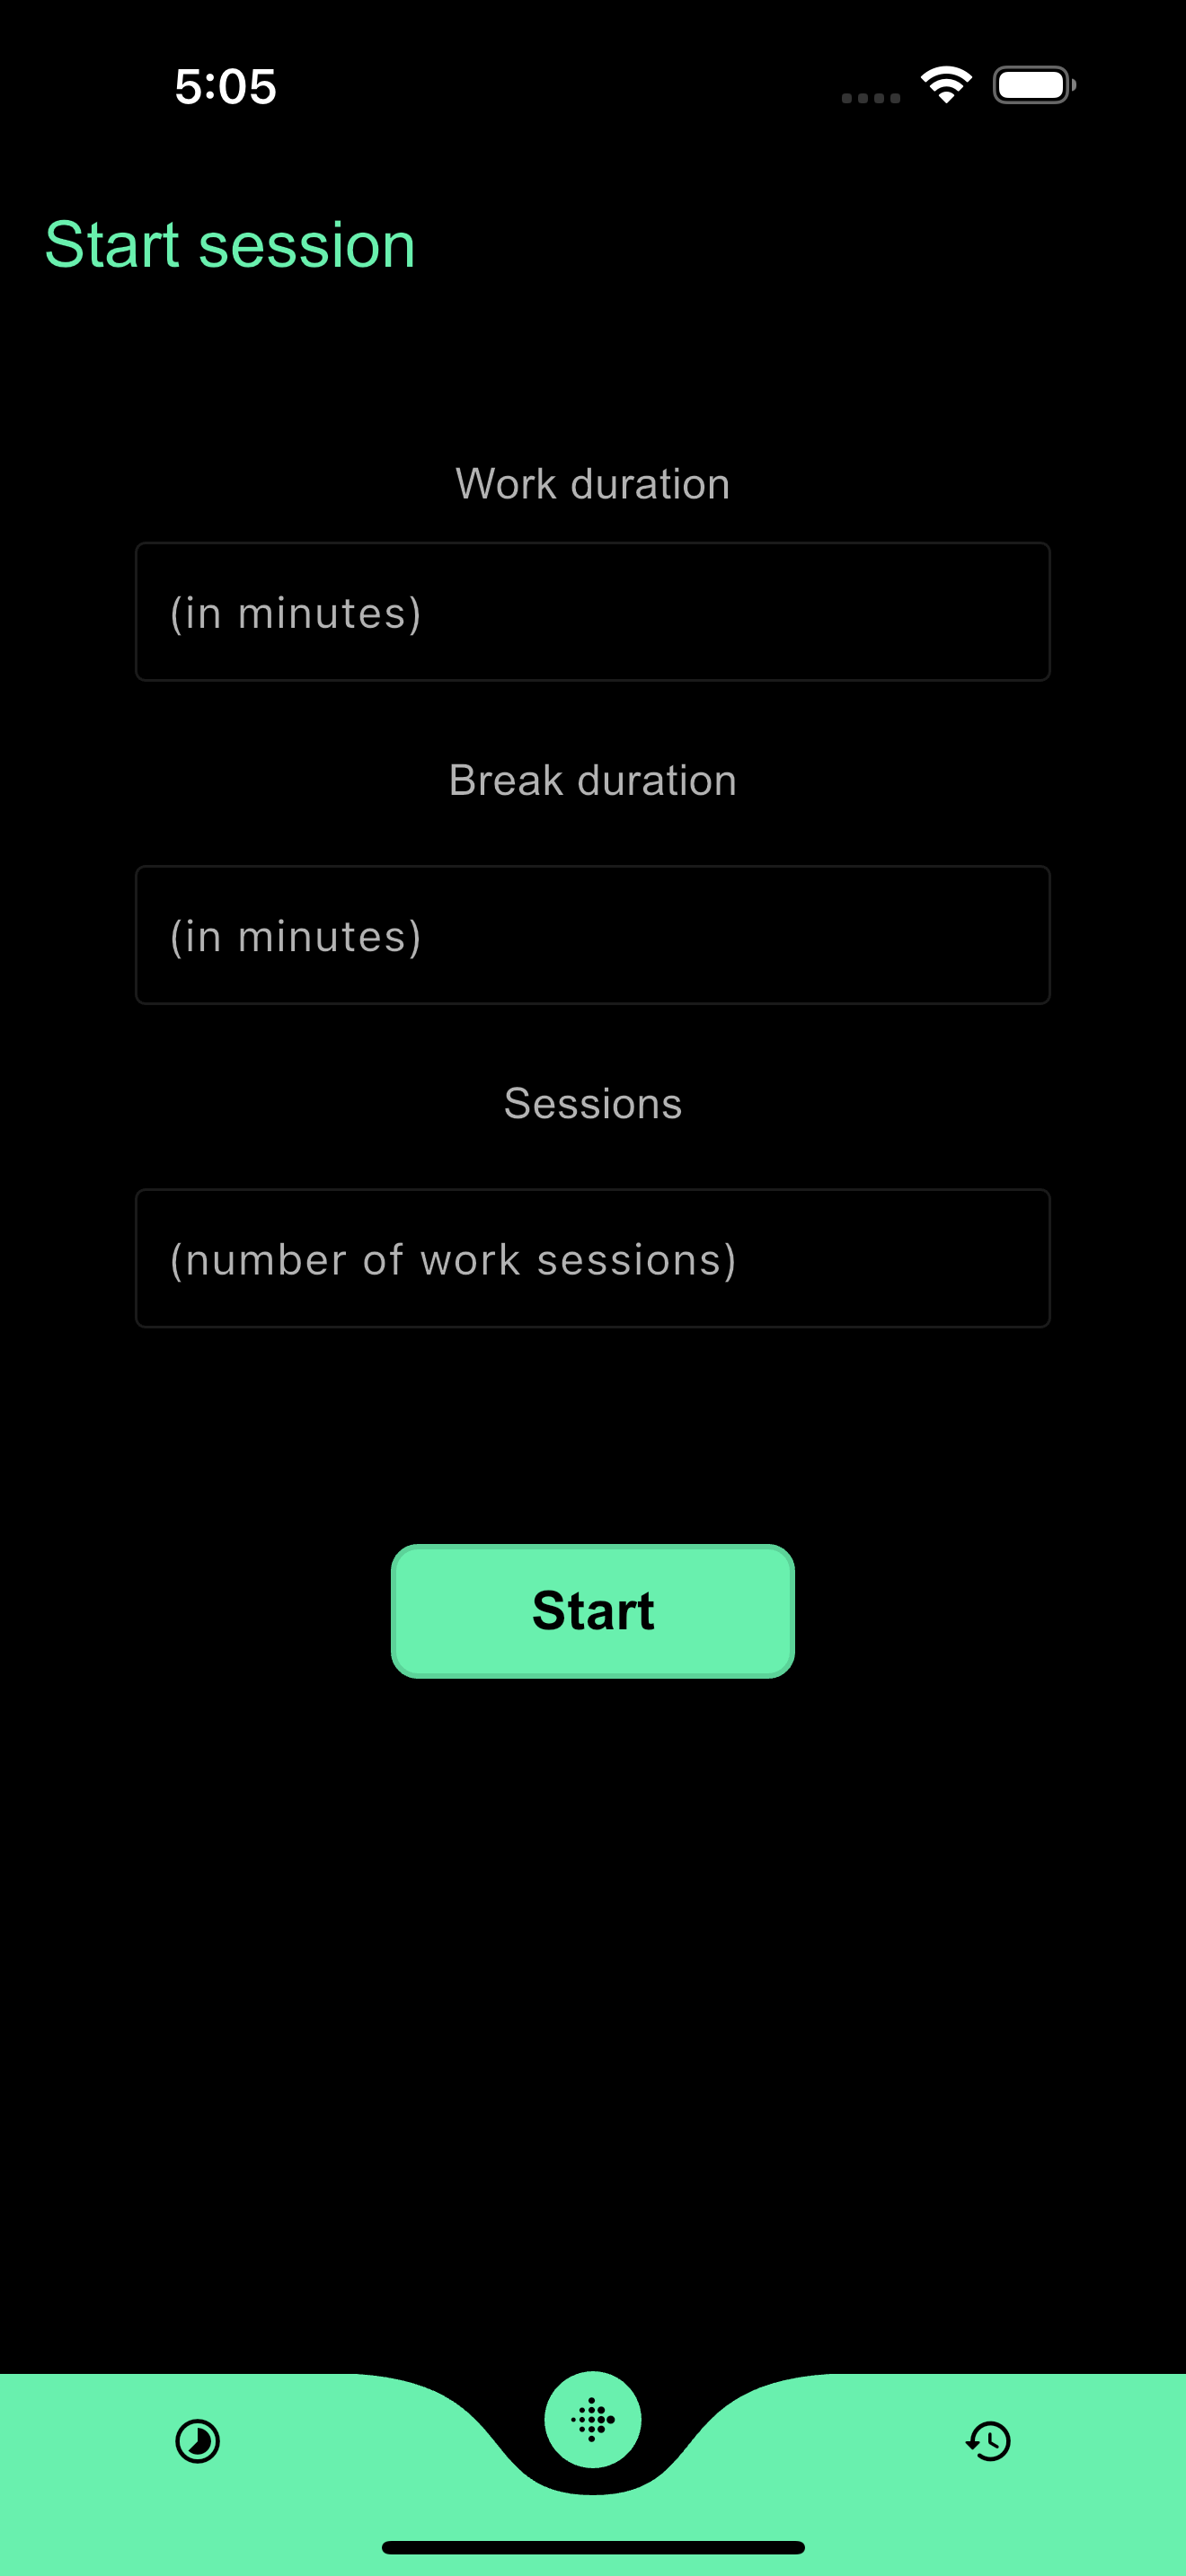 5:05
Start session
Work duration
(in minutes)
Break duration
(in minutes)
Sessions
(number of work sessions)
Start